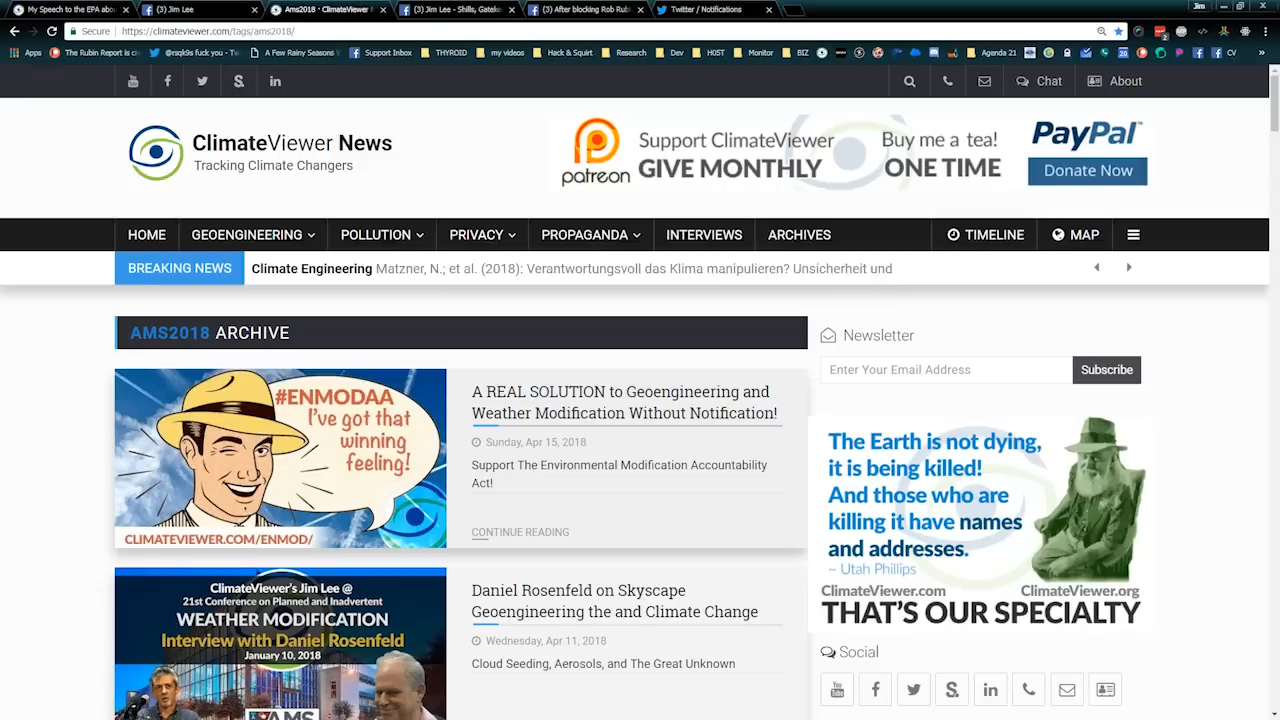 My Speech to the EPA abou
(3) Jim Lee
Ams2018 · ClimateViewer N
(3) Jim Lee - Shills, Gatek
(3) After blocking Rob Rub
Twitter / Notifications
Jim
Secure
https://climateviewer.com/tags/ams2018/
Apps
The Rubin Report is cre
@rsqk9s fuck you - Twi
A Few Rainy Seasons W
Support Inbox
THYROID
my videos
Hack & Squirt
Research
Dev
H05T
Monitor
BIZ
Agenda 21
CV
Chat
About
ClimateViewer News
Tracking Climate Changers
patreon
Support ClimateViewer
GIVE MONTHLY
Buy me a tea!
ONE TIME
PayPal
Donate Now
HOME
GEOENGINEERING
POLLUTION
PRIVACY
PROPAGANDA
INTERVIEWS
ARCHIVES
TIMELINE
MAP
BREAKING NEWS
Climate Engineering Matzner, N.; et al. (2018): Verantwortungsvoll das Klima manipulieren? Unsicherheit und
AMS2018 ARCHIVE
#ENMODAA
I've got that
winning
feeling!
CLIMATEVIEWER.COM/ENMOD/
A REAL SOLUTION to Geoengineering and
Weather Modification Without Notification!
Sunday, Apr 15, 2018
Support The Environmental Modification Accountability
Act!
CONTINUE READING
ClimateViewer's Jim Lee @
21st Conference on Planned and Inadvertent
WEATHER MODIFICATION
Interview with Daniel Rosenfeld
January 10, 2018
AMS
Daniel Rosenfeld on Skyscape
Geoengineering the and Climate Change
Wednesday, Apr 11, 2018
Cloud Seeding, Aerosols, and The Great Unknown
Newsletter
Enter Your Email Address
Subscribe
The Earth is not dying,
it is being killed!
And those who are
killing it have names
and addresses.
~ Utah Phillips
ClimateViewer.com
ClimateViewer.org
THAT'S OUR SPECIALTY
Social